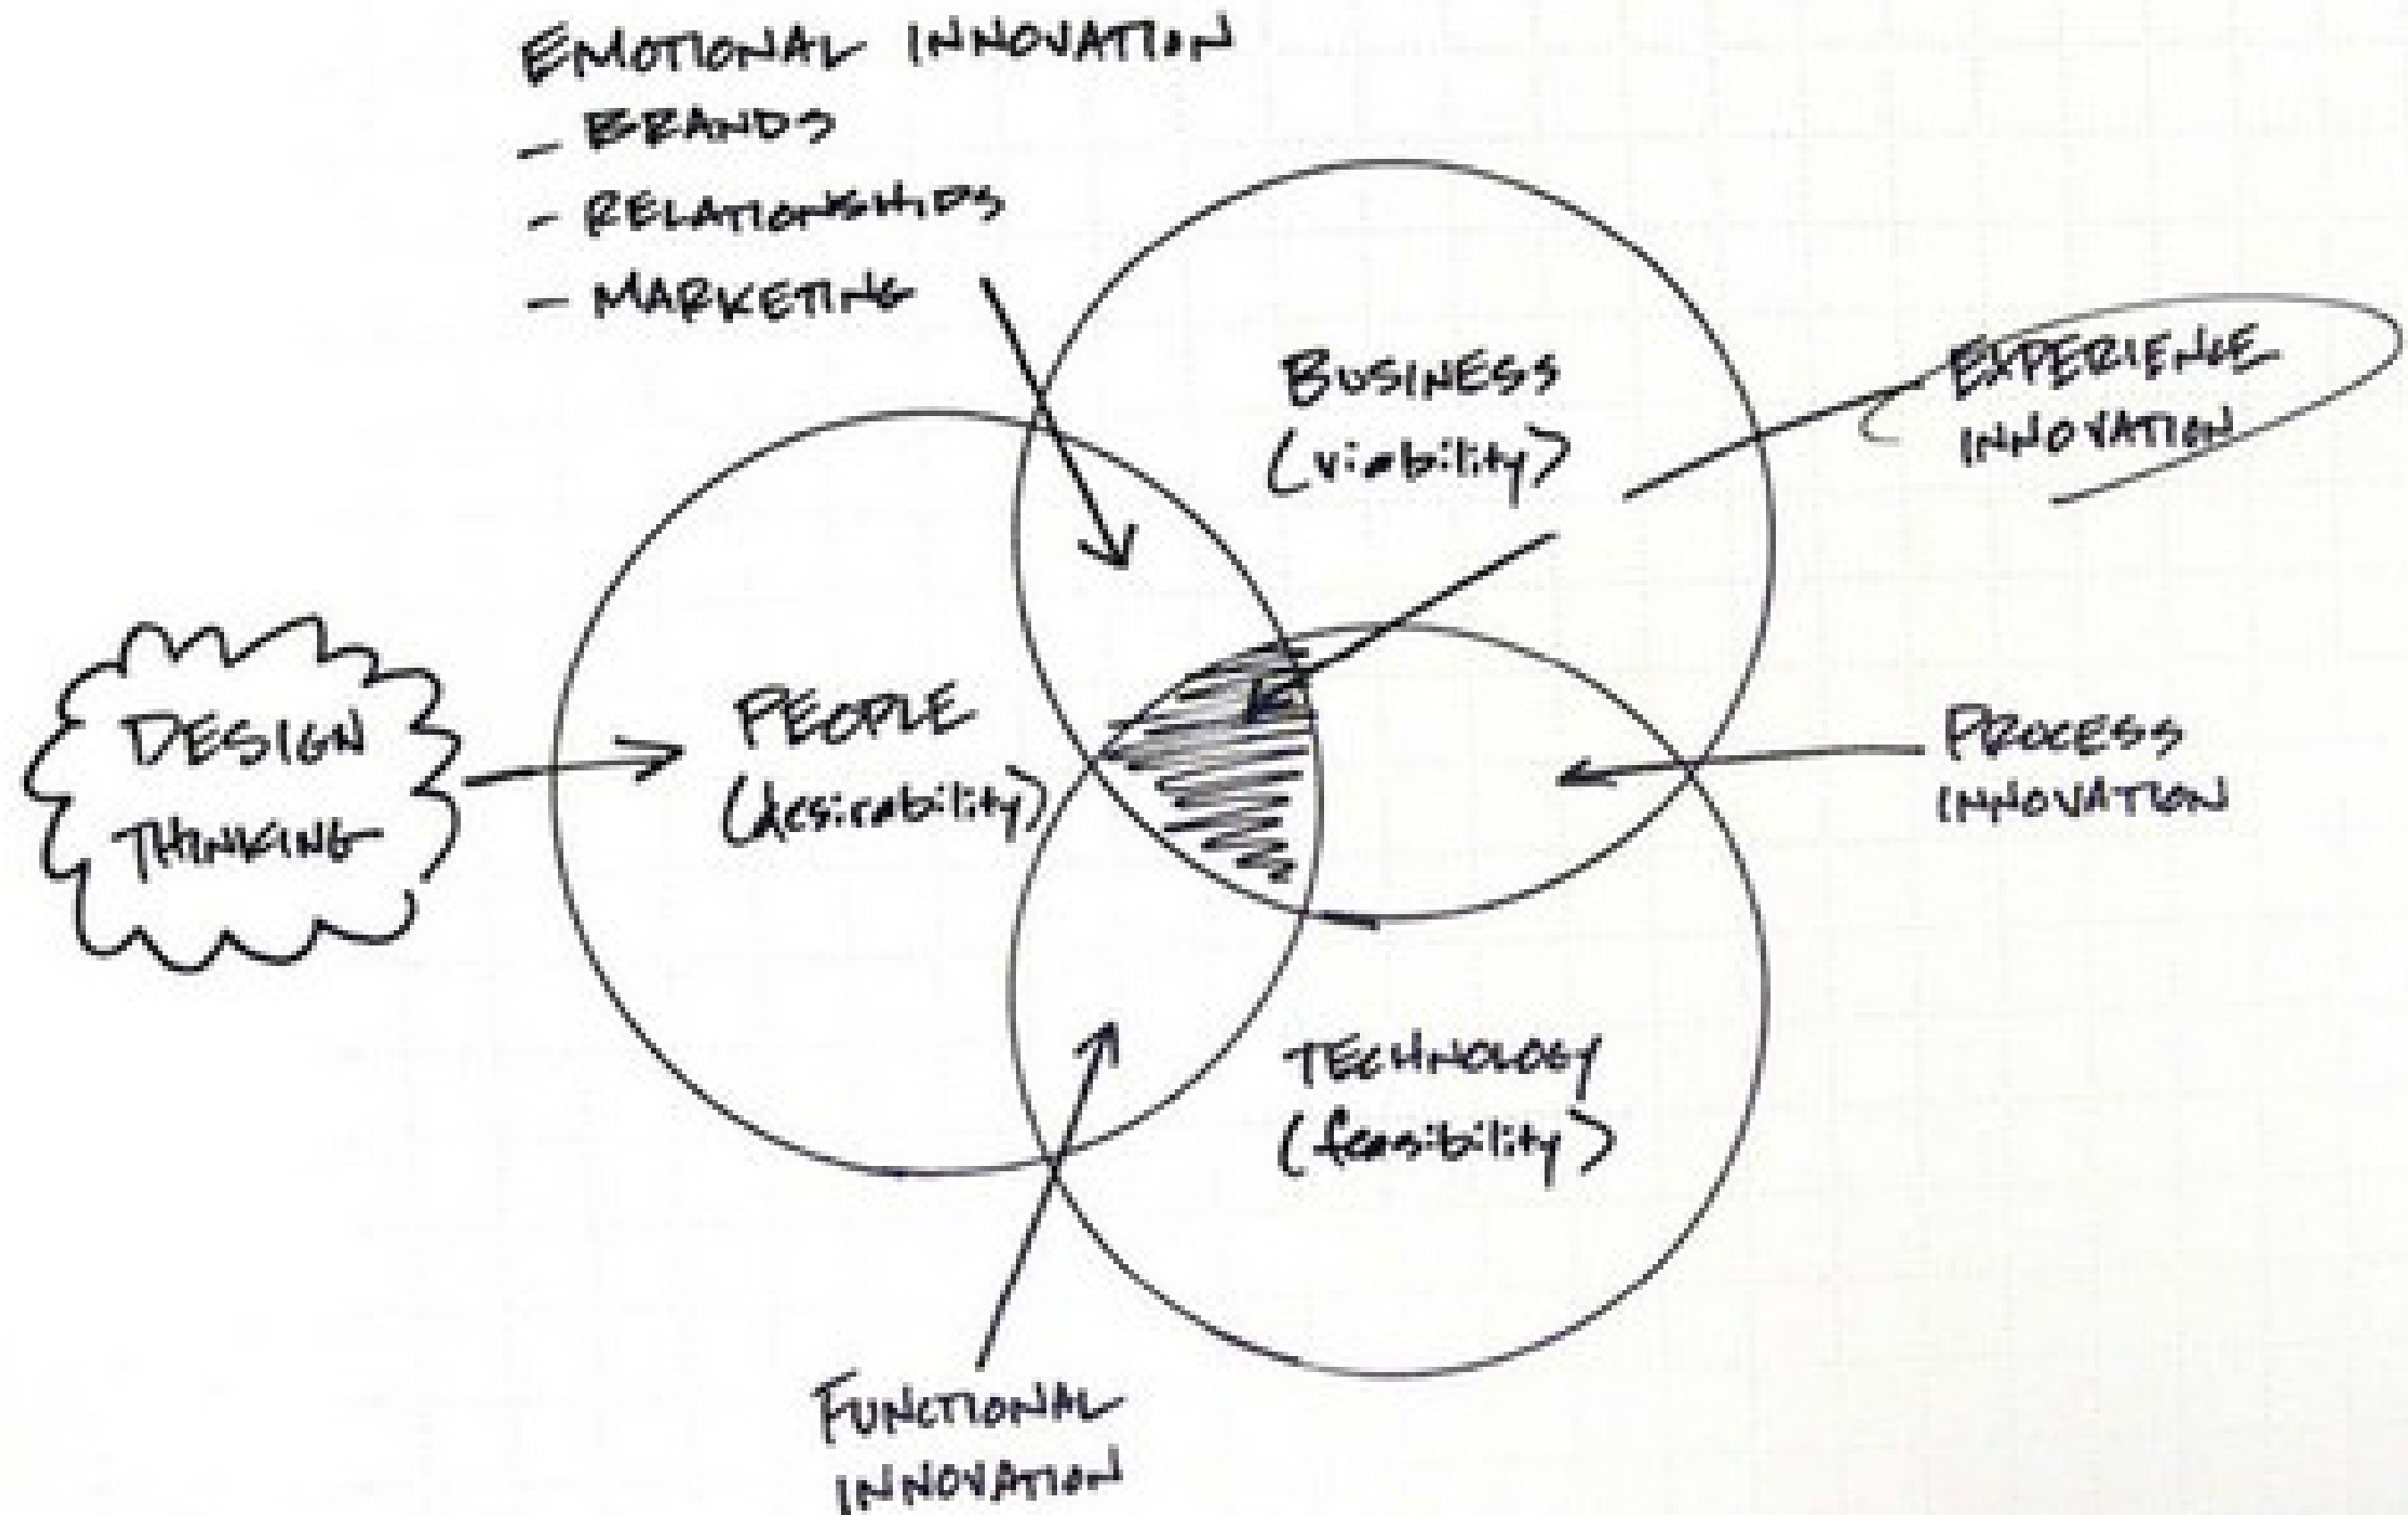 EMOTIONAL INNOVATION
- BRANDS
- RELATIONSHIPS
- MARKETING
BUSINESS
(viability)
EXPERIENCE
INNOVATION
DESIGN
THINKING
PEOPLE
(desirability)
PROCESS
INNOVATION
TECHNOLOGY
(feasibility)
FUNCTIONAL
INNOVATION